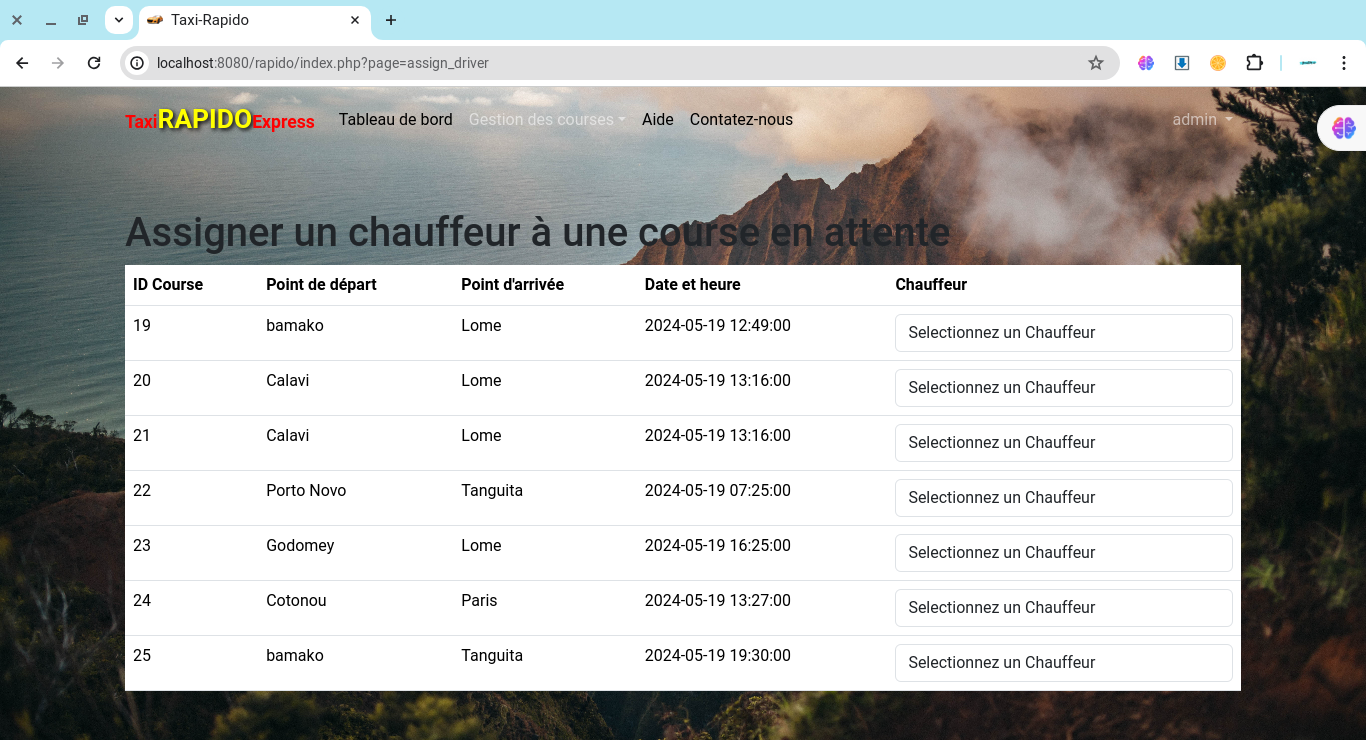 Taxi-Rapido
localhost:8080/rapido/index.php?page=assign_driver
TaxiRAPIDOExpress Tableau de bord Gestion des courses Aide Contatez-nous admin
Assigner un chauffeur à une course en attente
ID Course Point de départ Point d'arrivée Date et heure Chauffeur
19 bamako Lome 2024-05-19 12:49:00 Selectionnez un Chauffeur
20 Calavi Lome 2024-05-19 13:16:00 Selectionnez un Chauffeur
21 Calavi Lome 2024-05-19 13:16:00 Selectionnez un Chauffeur
22 Porto Novo Tanguita 2024-05-19 07:25:00 Selectionnez un Chauffeur
23 Godomey Lome 2024-05-19 16:25:00 Selectionnez un Chauffeur
24 Cotonou Paris 2024-05-19 13:27:00 Selectionnez un Chauffeur
25 bamako Tanguita 2024-05-19 19:30:00 Selectionnez un Chauffeur